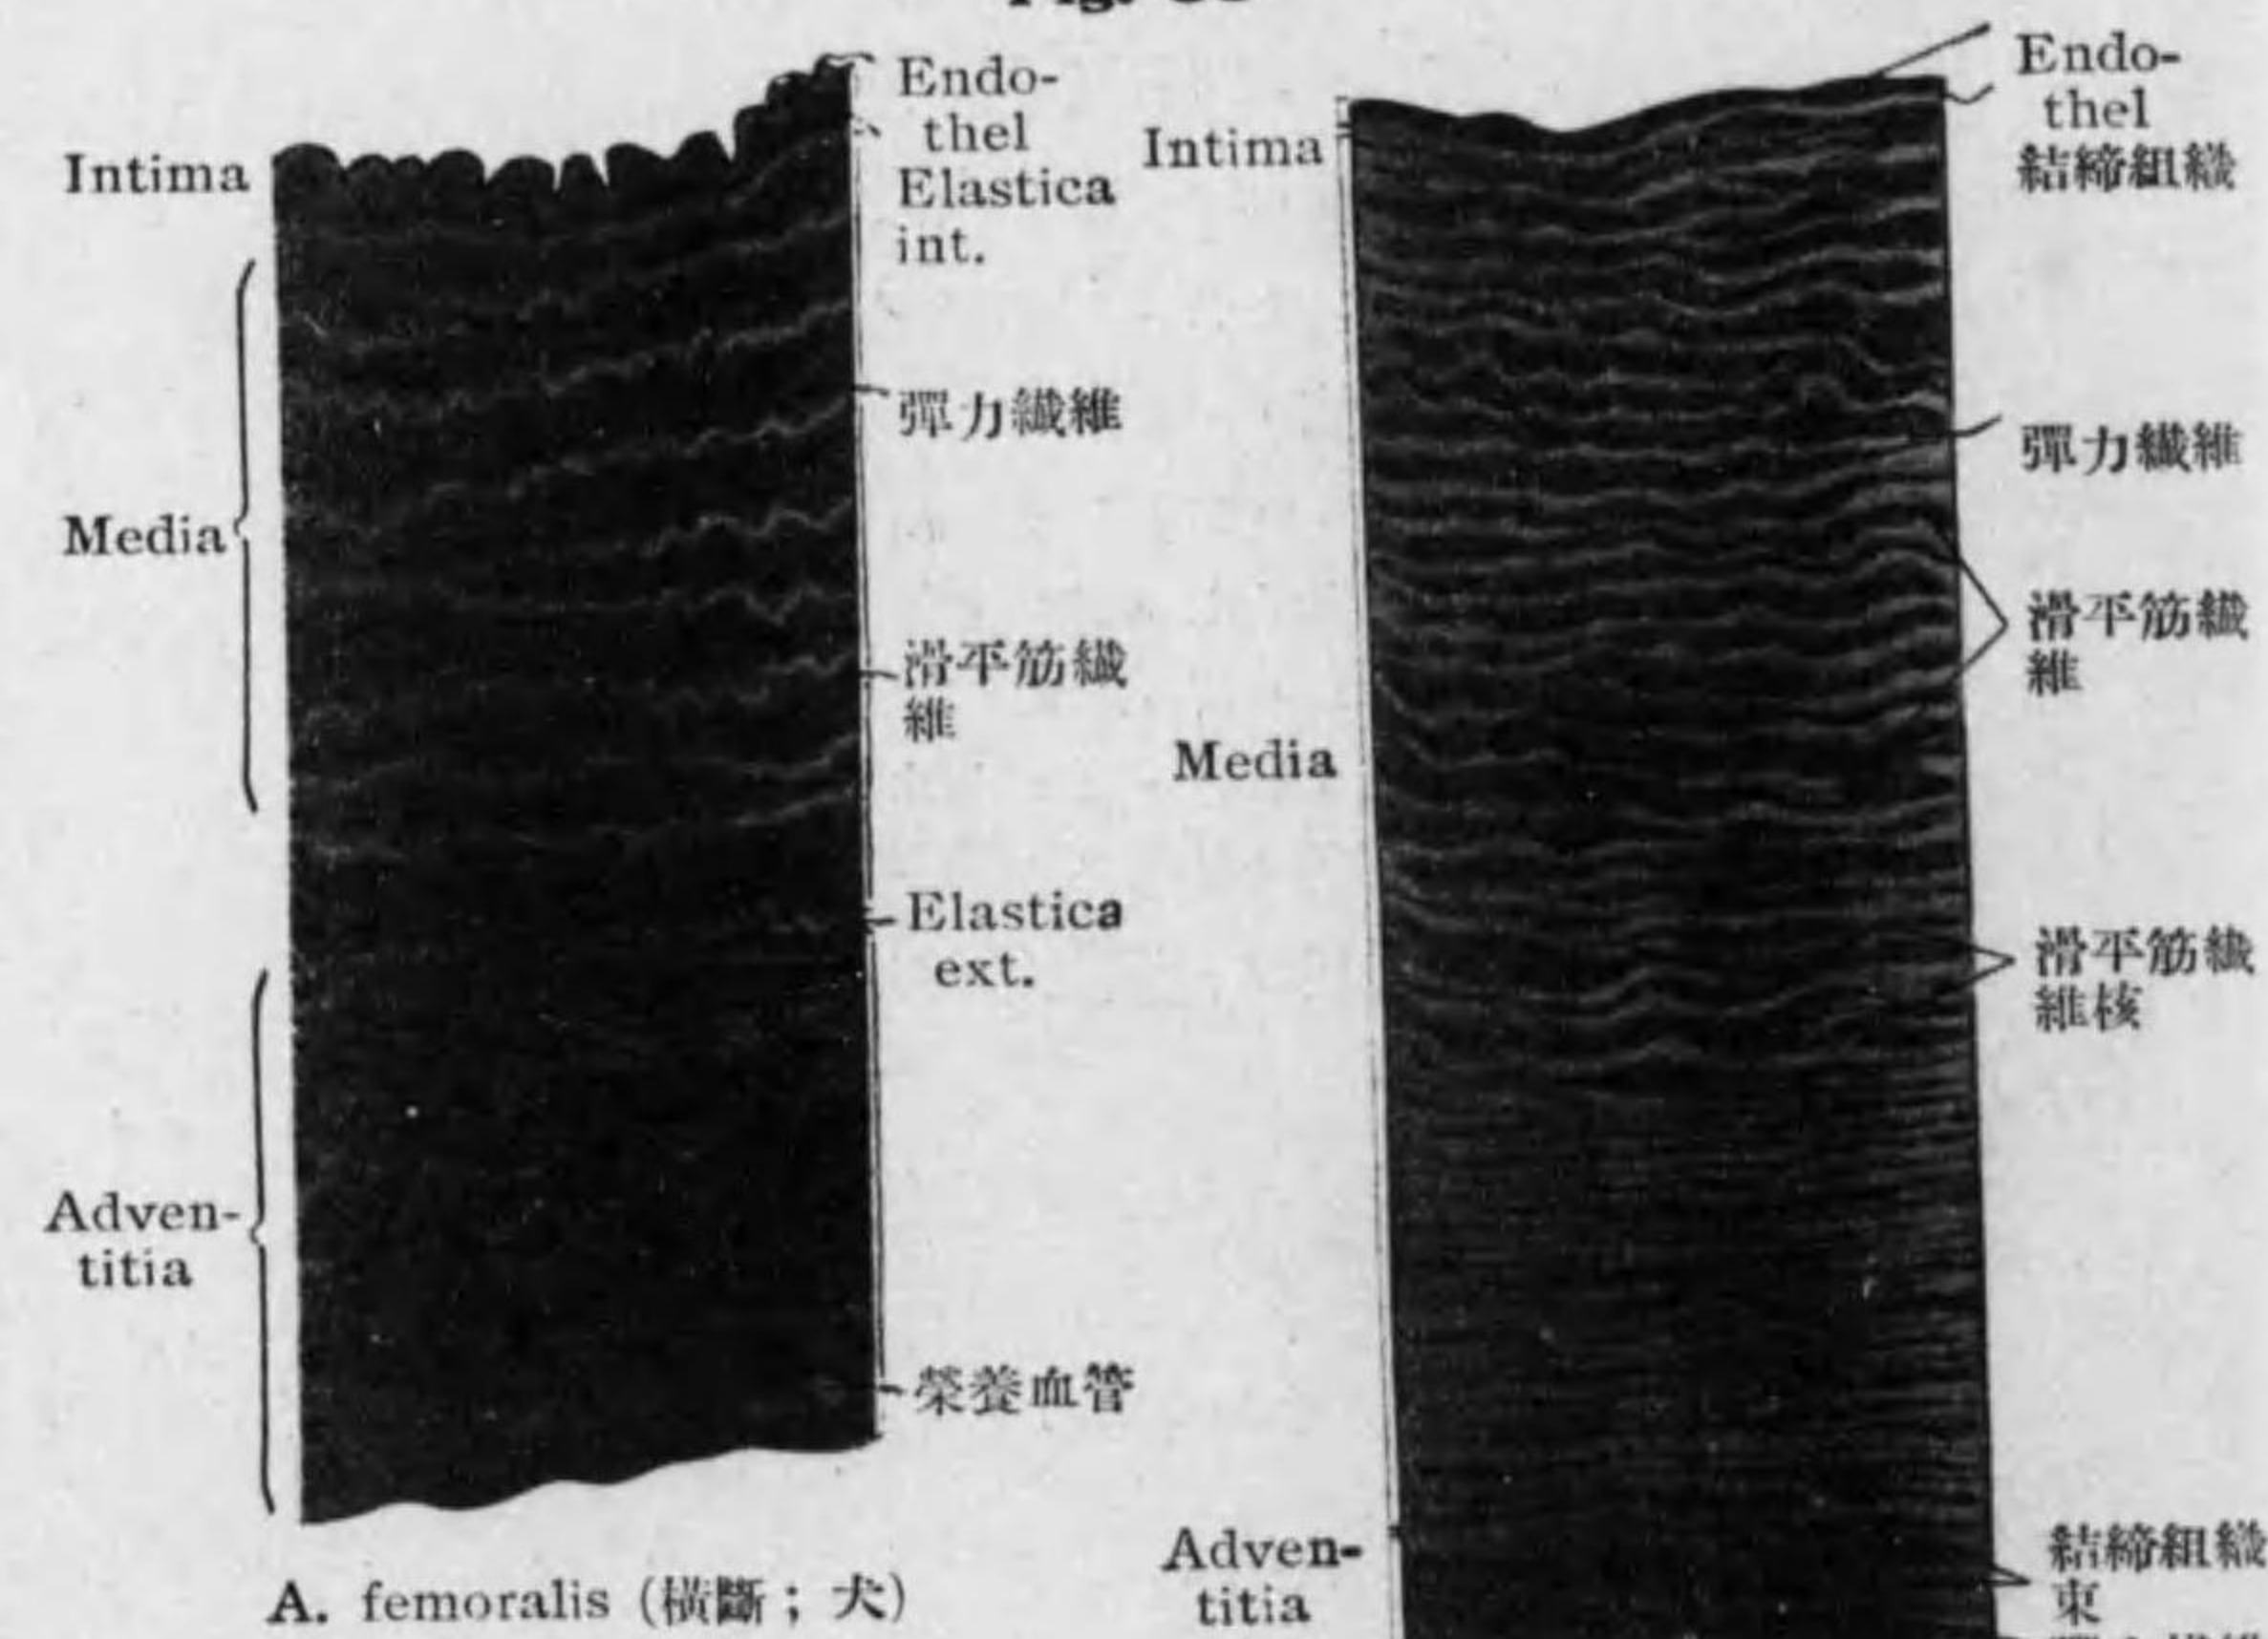 Intima
Media
Adven-
titia
Endo-
thel
Elastica
int.
彈力纖維
滑平筋纖
維
Elastica
ext.
榮養血管
A. femoralis (橫斷; 犬)
Intima
Media
Adven-
titia
Endo-
thel
結締組織
彈力纖維
滑平筋纖
維
滑平筋纖
維核
結締組織
束